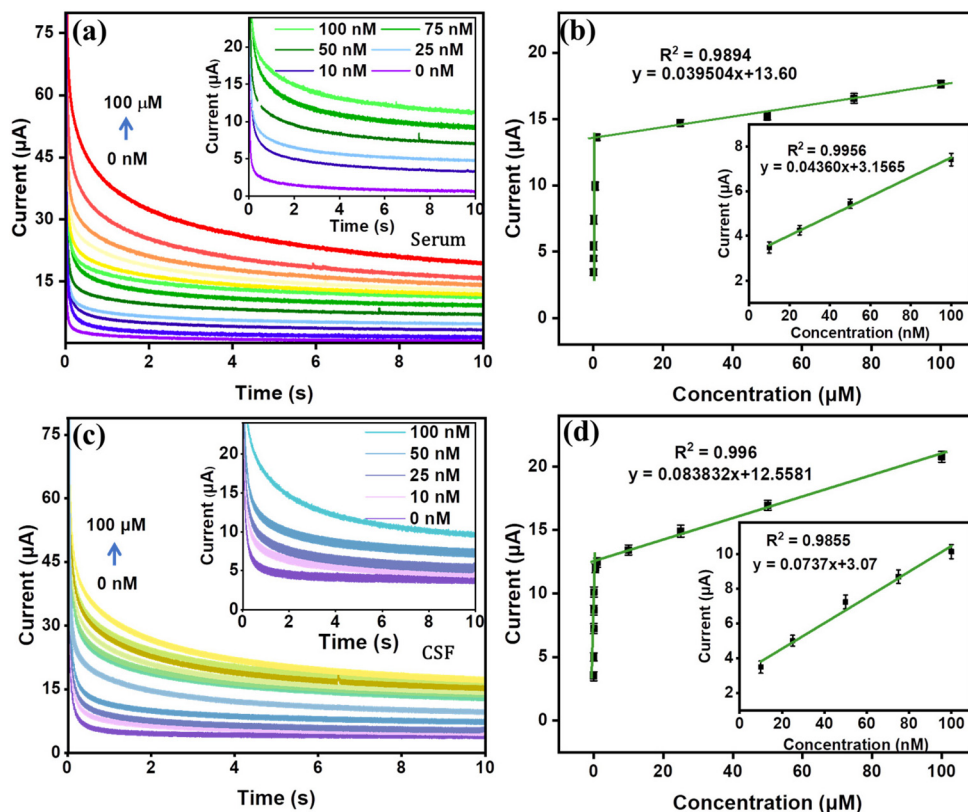 (a)
75
60
45
30
15
Current (µA)
100 µM
0 nM
0 2 4 6 8 10
Time (s)
Serum
20
15
10
5
0
Current (µA)
100 nM 75 nM
50 nM 25 nM
10 nM 0 nM
0 2 4 6 8 10
Time (s)
(b)
20
15
10
5
0
Current (µA)
R² = 0.9894
y = 0.039504x+13.60
0 20 40 60 80 100
Concentration (µM)
8
6
4
2
Current (µA)
R² = 0.9956
y = 0.04360x+3.1565
0 20 40 60 80 100
Concentration (nM)
(c)
75
60
45
30
15
0
Current (µA)
100 µM
0 nM
0 2 4 6 8 10
Time (s)
CSF
20
15
10
5
0
Current (µA)
100 nM
50 nM
25 nM
10 nM
0 nM
0 2 4 6 8 10
Time (s)
(d)
20
15
10
5
0
Current (µA)
R² = 0.996
y = 0.083832x+12.5581
0 20 40 60 80 100
Concentration (µM)
10
8
6
4
2
Current (µA)
R² = 0.9855
y = 0.0737x+3.07
0 20 40 60 80 100
Concentration (nM)